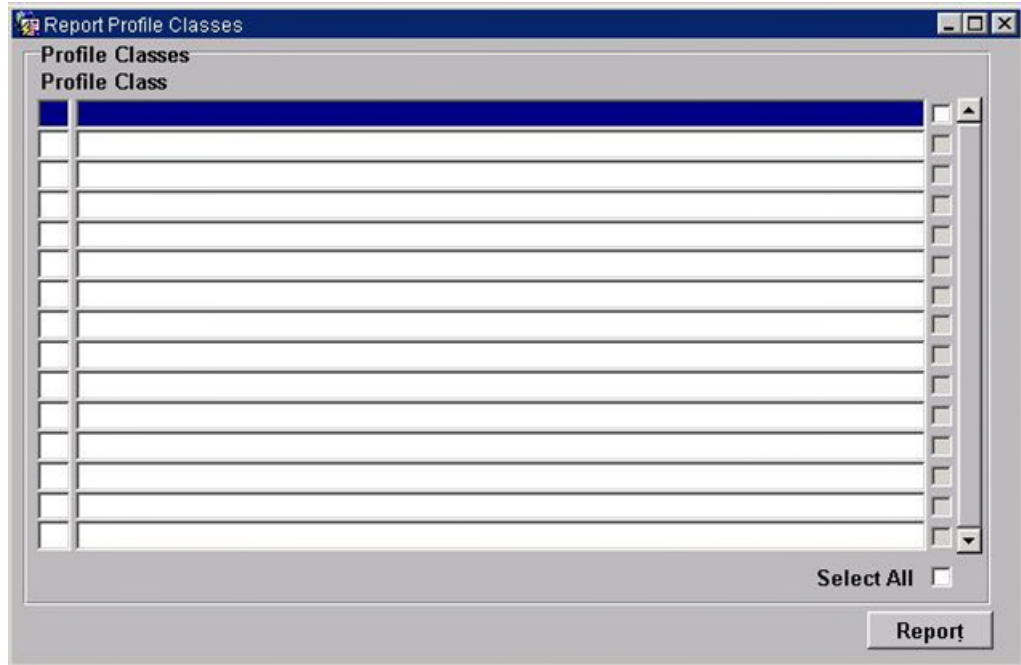 Report Profile Classes
Profile Classes
Profile Class
Select All
Report